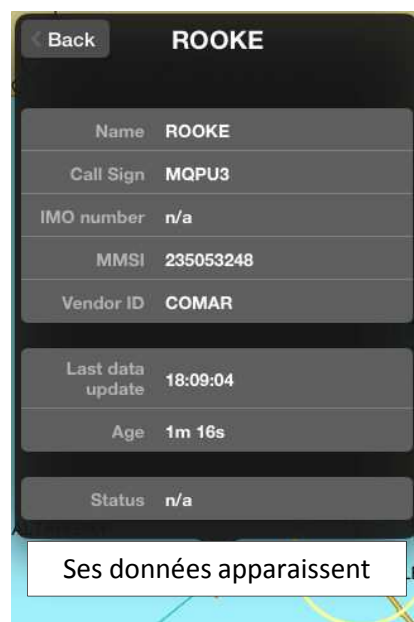 Back ROOKE
Name ROOKE
Call Sign MQPU3
IMO number n/a
MMSI 235053248
Vendor ID COMAR
Last data
update 18:09:04
Age 1m 16s
Status n/a
Ses données apparaissent